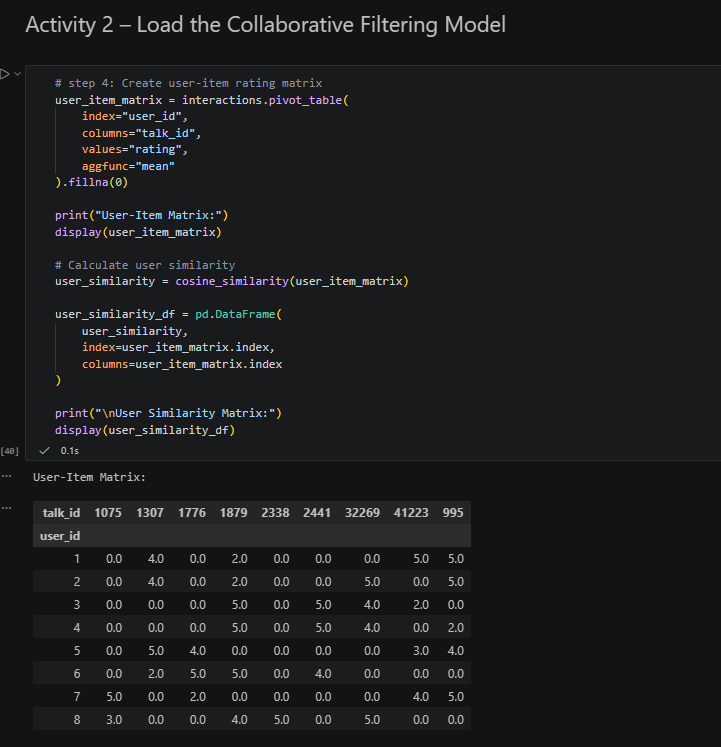 Activity 2 – Load the Collaborative Filtering Model
# step 4: Create user-item rating matrix
user_item_matrix = interactions.pivot_table(
    index="user_id",
    columns="talk_id",
    values="rating",
    aggfunc="mean"
).fillna(0)
print("User-Item Matrix:")
display(user_item_matrix)
# Calculate user similarity
user_similarity = cosine_similarity(user_item_matrix)
user_similarity_df = pd.DataFrame(
    user_similarity,
    index=user_item_matrix.index,
    columns=user_item_matrix.index
)
print("\nUser Similarity Matrix:")
display(user_similarity_df)
[40] 0.1s
... User-Item Matrix:
...
talk_id 1075 1307 1776 1879 2338 2441 32269 41223 995
user_id
1 0.0 4.0 0.0 2.0 0.0 0.0 0.0 5.0 5.0
2 0.0 4.0 0.0 2.0 0.0 0.0 5.0 0.0 5.0
3 0.0 0.0 0.0 5.0 0.0 5.0 4.0 2.0 0.0
4 0.0 0.0 0.0 5.0 0.0 5.0 4.0 0.0 2.0
5 0.0 5.0 4.0 0.0 0.0 0.0 0.0 3.0 4.0
6 0.0 2.0 5.0 5.0 0.0 4.0 0.0 0.0 0.0
7 5.0 0.0 2.0 0.0 0.0 0.0 0.0 4.0 5.0
8 3.0 0.0 0.0 4.0 5.0 0.0 5.0 0.0 0.0